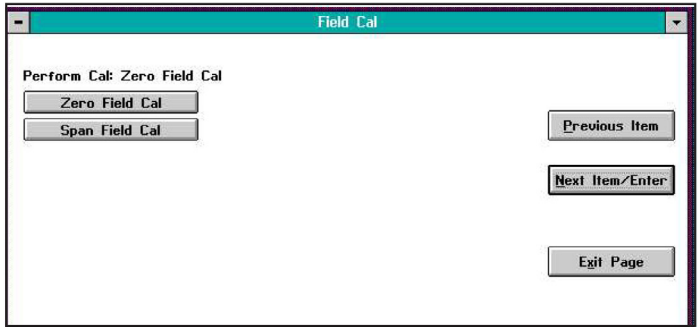 Field Cal
Perform Cal: Zero Field Cal
Zero Field Cal
Span Field Cal
Previous Item
Next Item/Enter
Exit Page